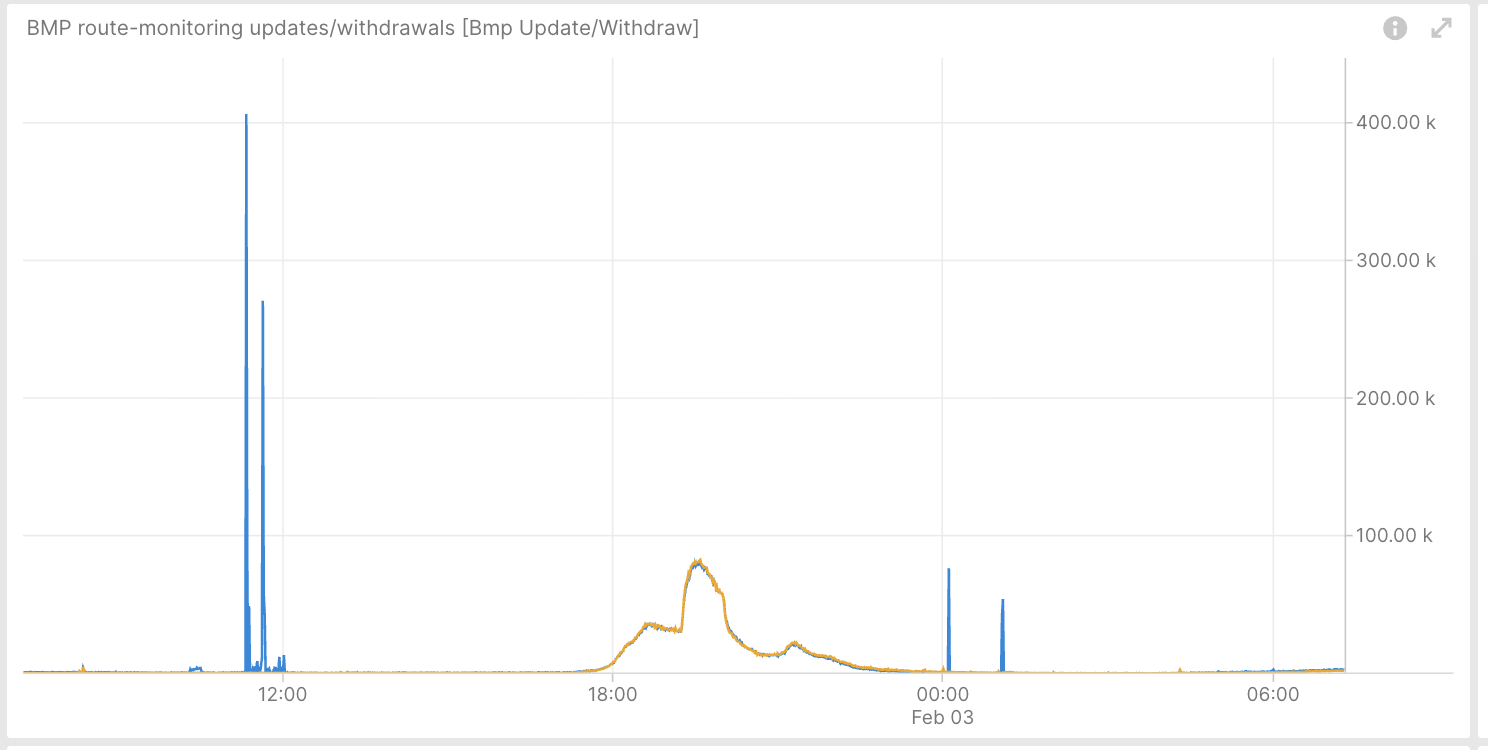 BMP route-monitoring updates/withdrawals [Bmp Update/Withdraw]
400.00 k
300.00 k
200.00 k
100.00 k
12:00
18:00
00:00
06:00
Feb 03